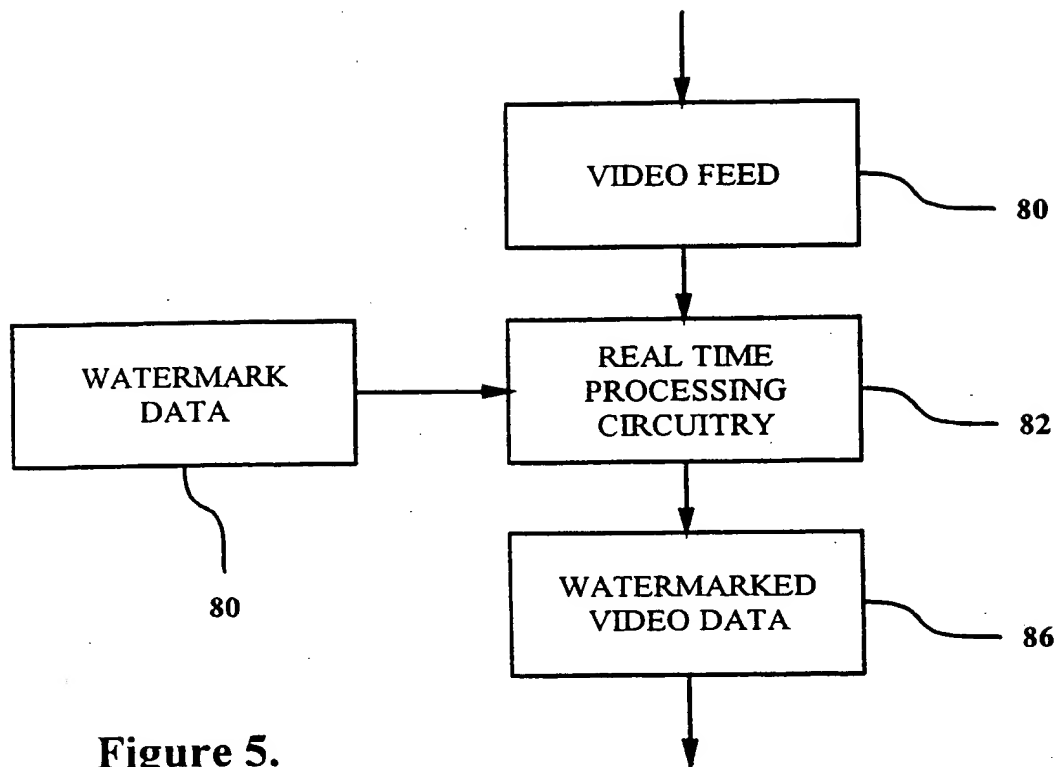 VIDEO FEED
80
WATERMARK
DATA
80
REAL TIME
PROCESSING
CIRCUITRY
82
WATERMARKED
VIDEO DATA
86
Figure 5.